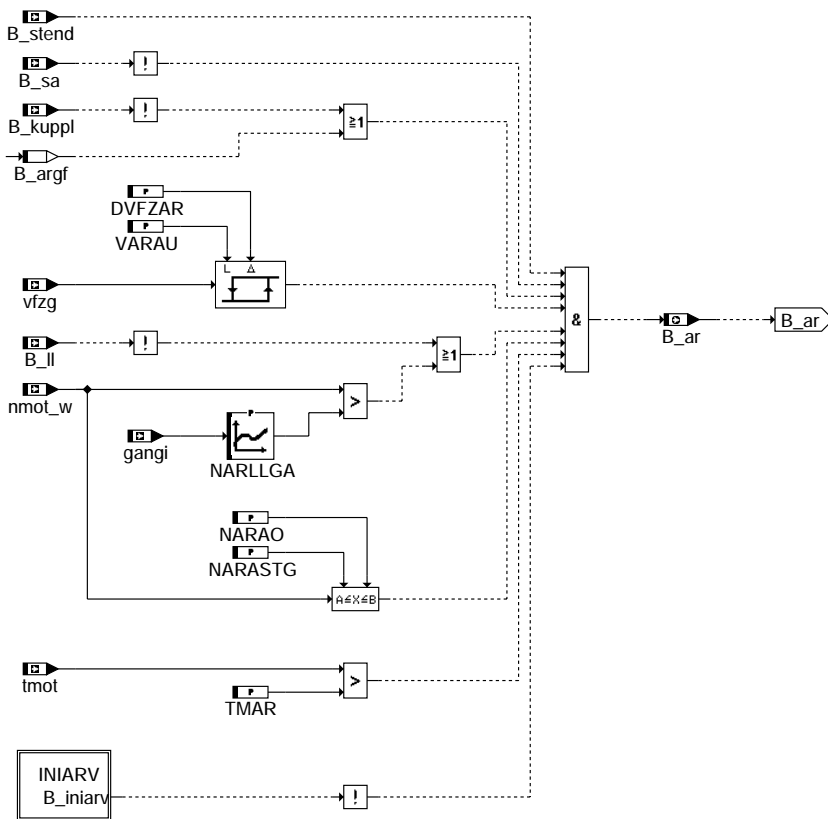 B_stend
B_sa
!
B_kuppl
!
≥1
B_argf
P
DVFZAR
P
VARAU
L Δ
vfzg
&
B_ar
B_ar
B_ll
!
≥1
nmot_w
>
P
gangi
NARLLGA
P
NARAO
P
NARASTG
A≤X≤B
tmot
>
P
TMAR
INIARV
B_iniarv
!